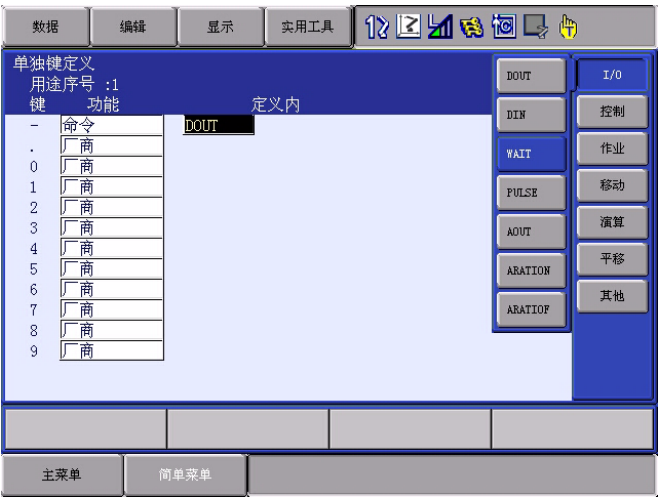 数据 编辑 显示 实用工具
单独键定义
用途序号 :1
键 功能 定义内
- 命令 DOUT
. 厂商
0 厂商
1 厂商
2 厂商
3 厂商
4 厂商
5 厂商
6 厂商
7 厂商
8 厂商
9 厂商
DOUT
DIN
WAIT
PULSE
AOUT
ARATION
ARATIOF
I/O
控制
作业
移动
演算
平移
其他
主菜单 简单菜单